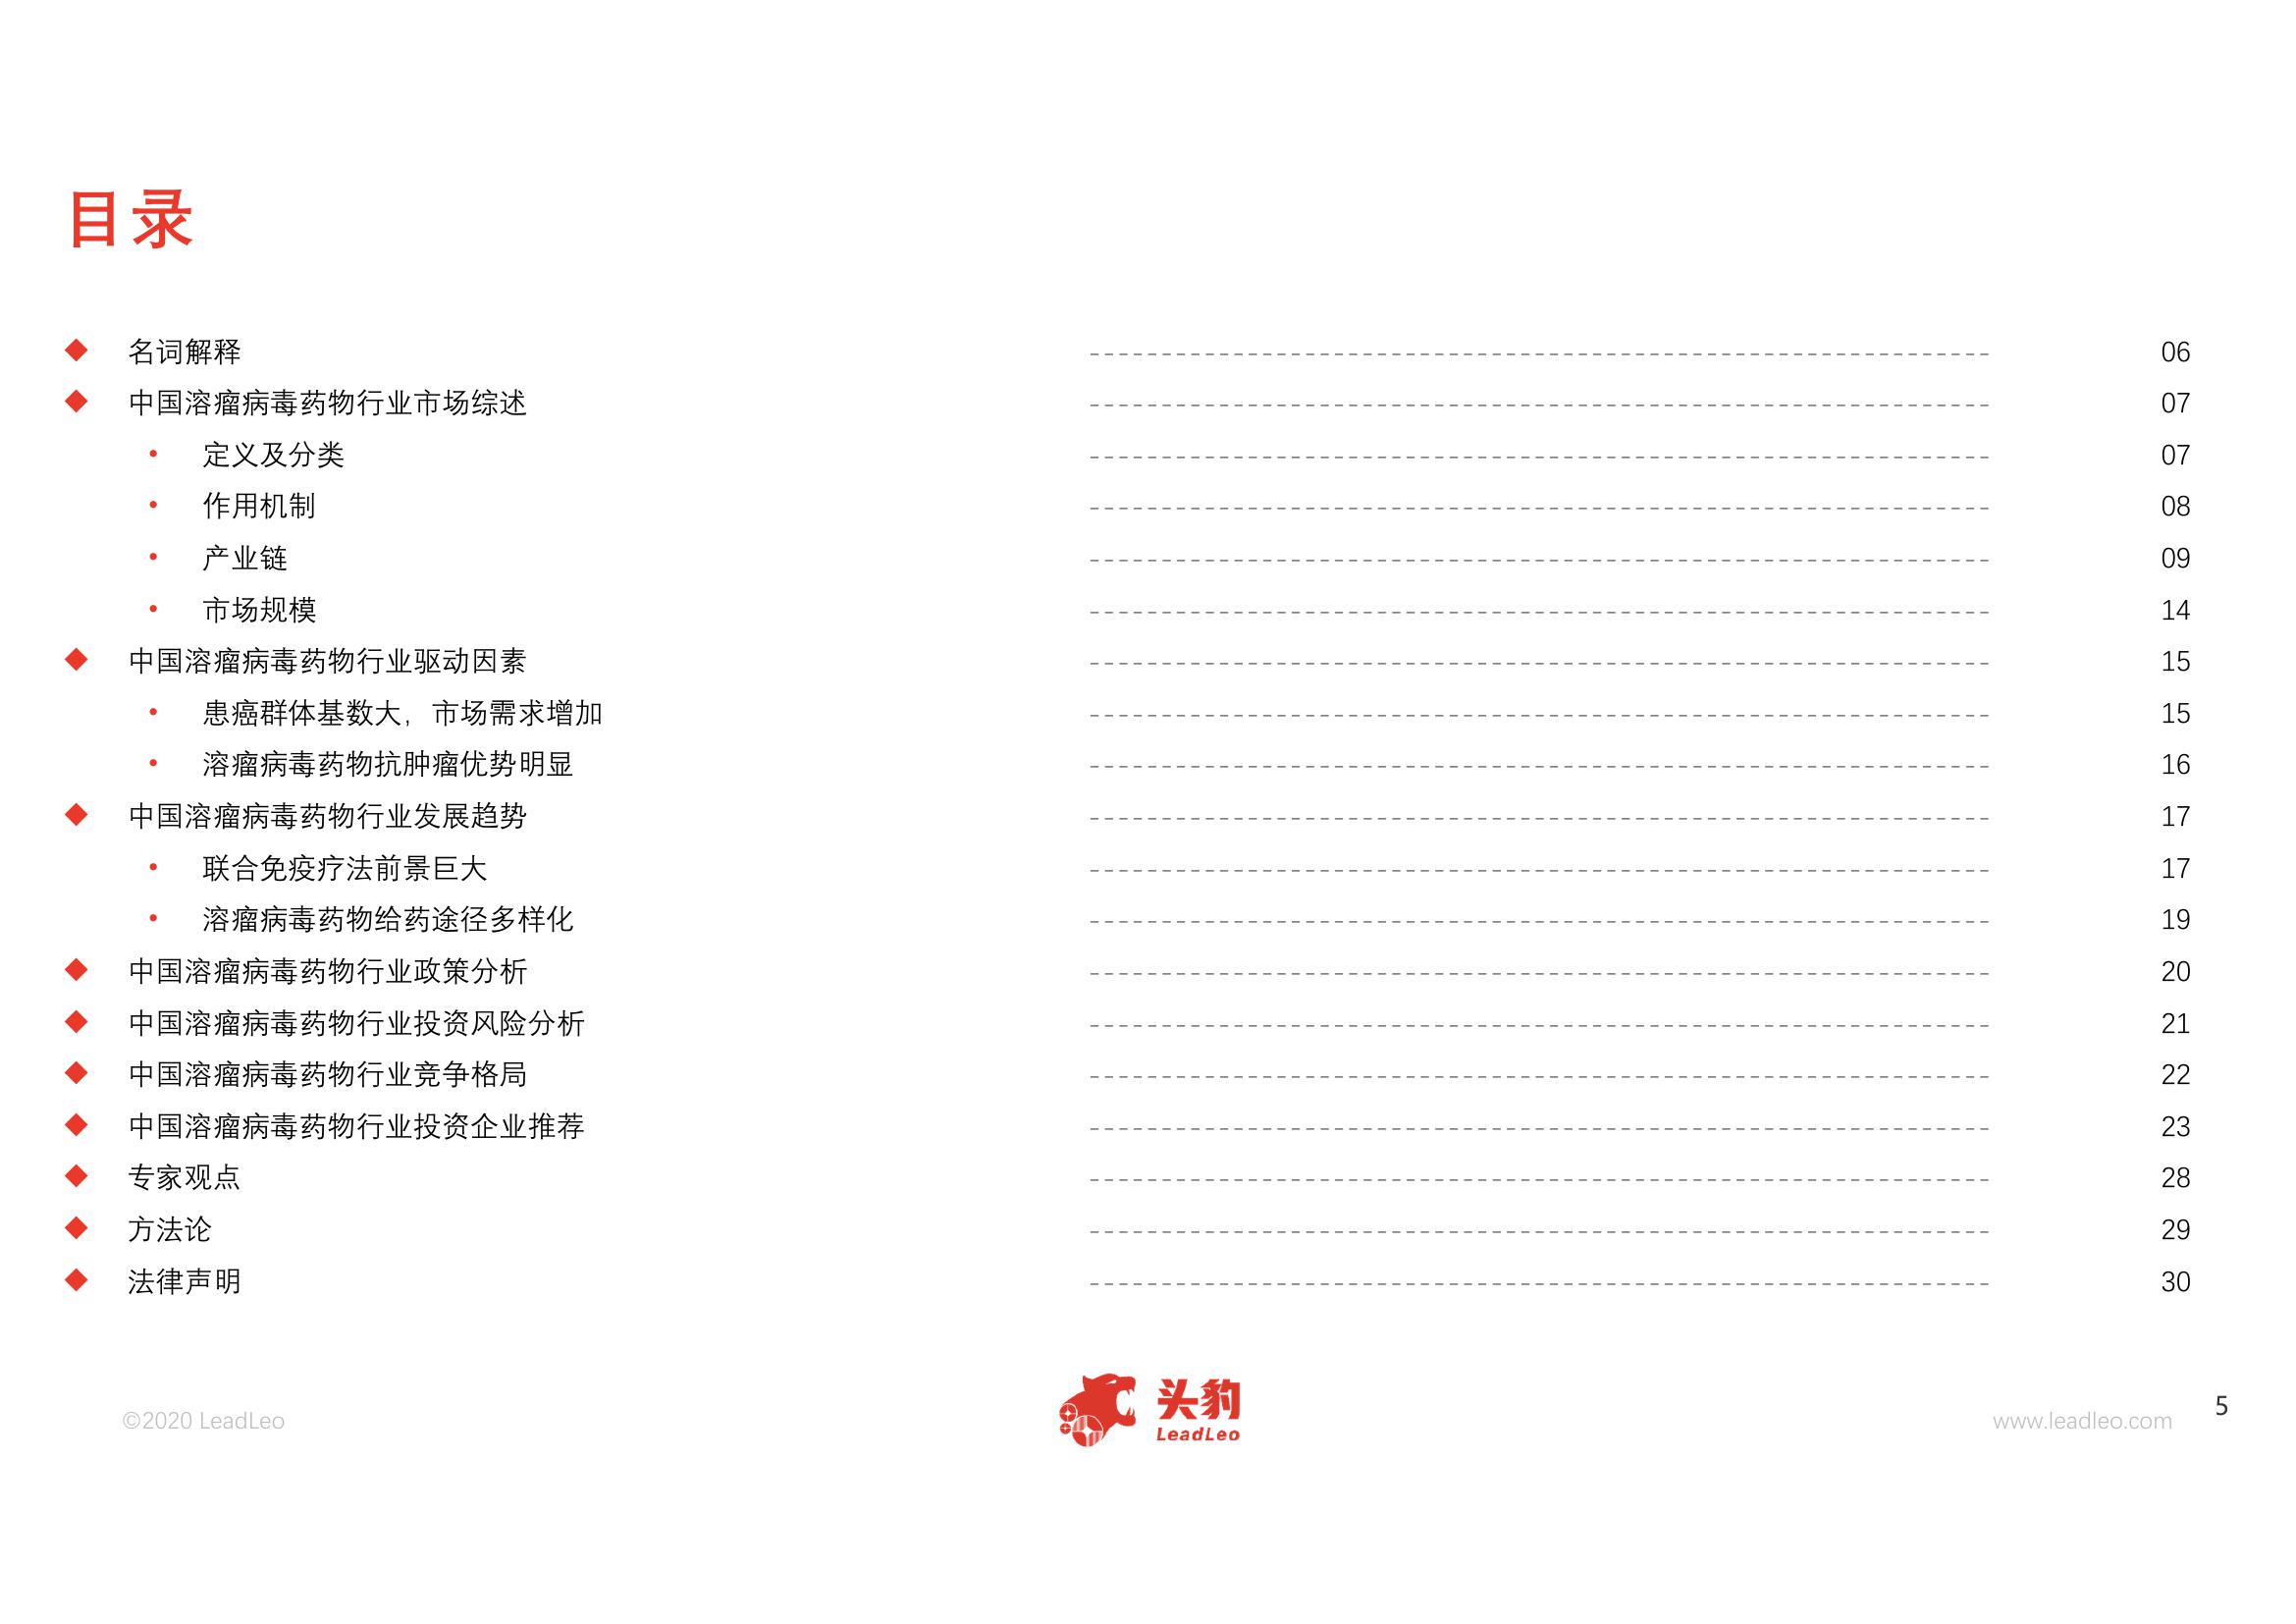 目录
名词解释 06
中国溶瘤病毒药物行业市场综述 07
定义及分类 07
作用机制 08
产业链 09
市场规模 14
中国溶瘤病毒药物行业驱动因素 15
患癌群体基数大，市场需求增加 15
溶瘤病毒药物抗肿瘤优势明显 16
中国溶瘤病毒药物行业发展趋势 17
联合免疫疗法前景巨大 17
溶瘤病毒药物给药途径多样化 19
中国溶瘤病毒药物行业政策分析 20
中国溶瘤病毒药物行业投资风险分析 21
中国溶瘤病毒药物行业竞争格局 22
中国溶瘤病毒药物行业投资企业推荐 23
专家观点 28
方法论 29
法律声明 30
©2020 LeadLeo
头豹
LeadLeo
www.leadleo.com
5